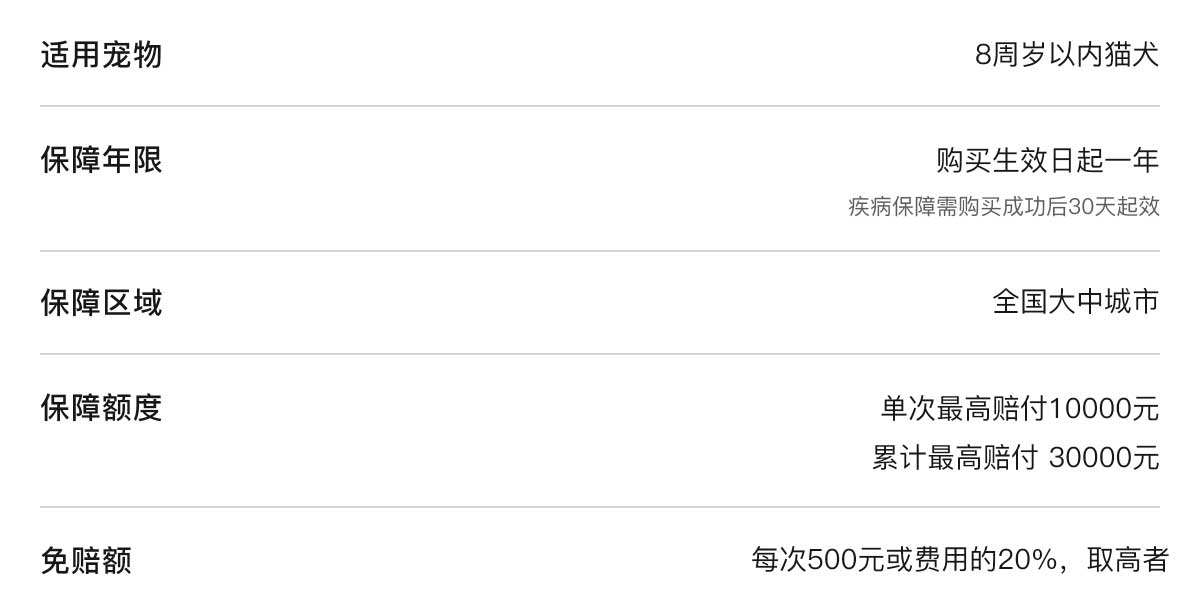 适用宠物 8周岁以内猫犬
保障年限 购买生效日起一年
疾病保障需购买成功后30天起效
保障区域 全国大中城市
保障额度 单次最高赔付10000元
累计最高赔付 30000元
免赔额 每次500元或费用的20%，取高者